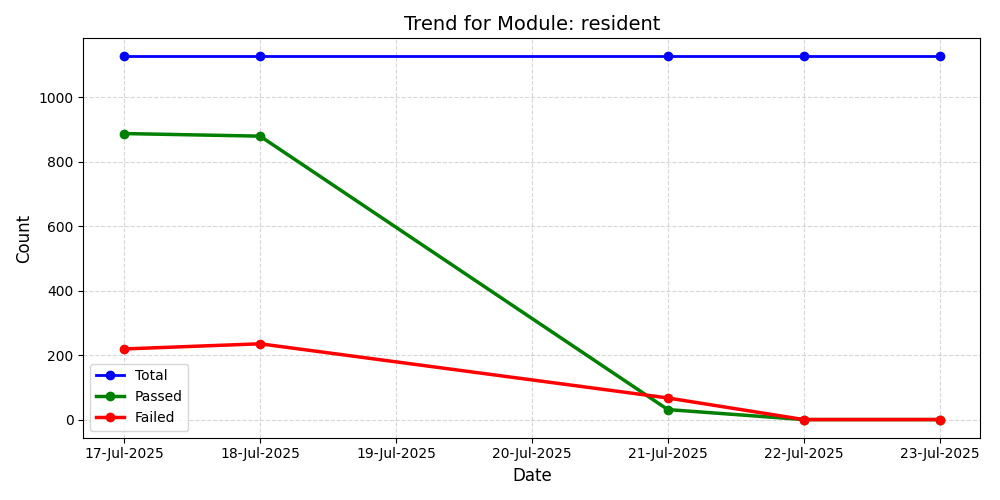 Trend for Module: resident
Count
1000
800
600
400
200
0
Total
Passed
Failed
17-Jul-2025 18-Jul-2025 19-Jul-2025 20-Jul-2025 21-Jul-2025 22-Jul-2025 23-Jul-2025
Date